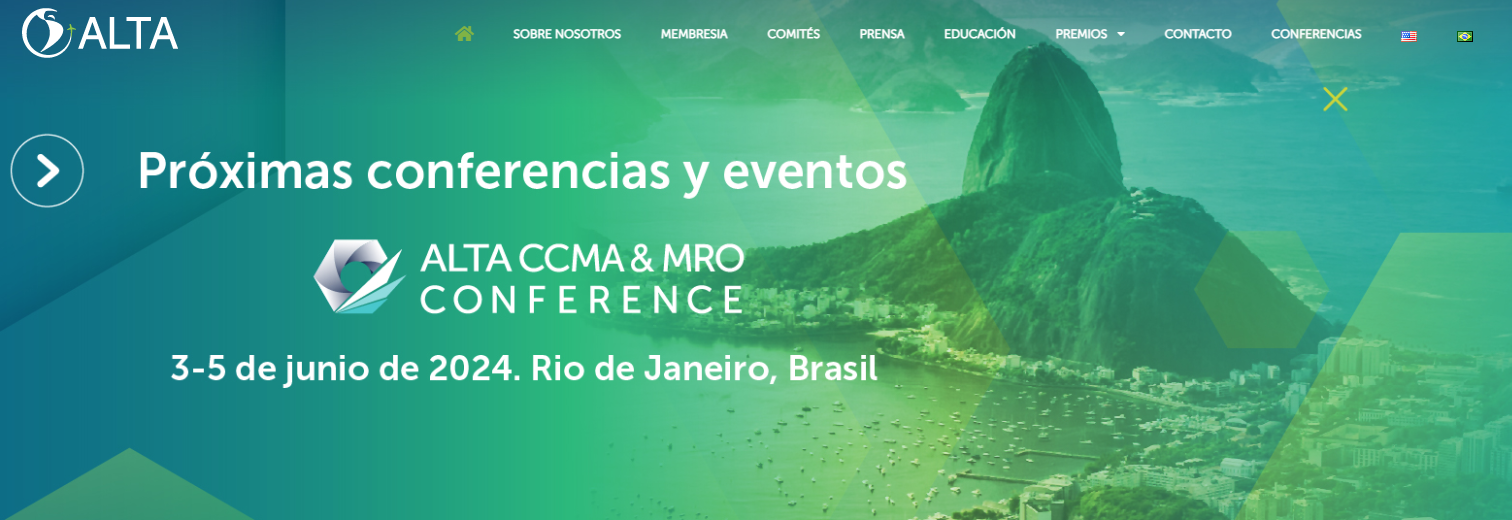 ALTA
SOBRE NOSOTROS
MEMBRESIA
COMITÉS
PRENSA
EDUCACIÓN
PREMIOS
CONTACTO
CONFERENCIAS
Próximas conferencias y eventos
ALTA CCMA & MRO
CONFERENCE
3-5 de junio de 2024. Rio de Janeiro, Brasil